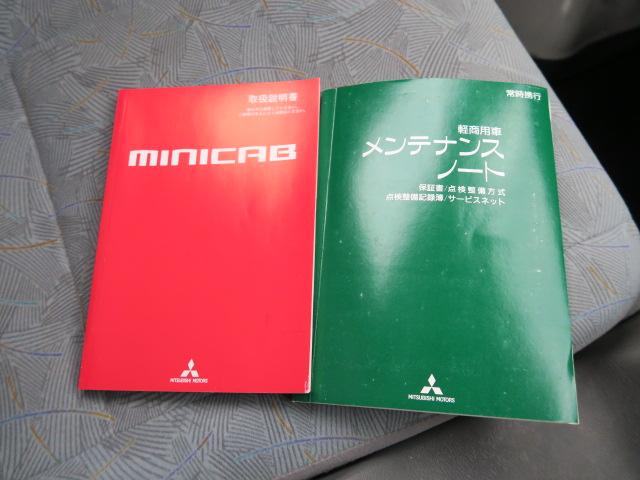 取扱説明書
MINICAB
MITSUBISHI MOTORS
常時携行
軽商用車
メンテナンス
ノート
保証書/点検整備方式
点検整備記録簿/サービスネット
MITSUBISHI MOTORS